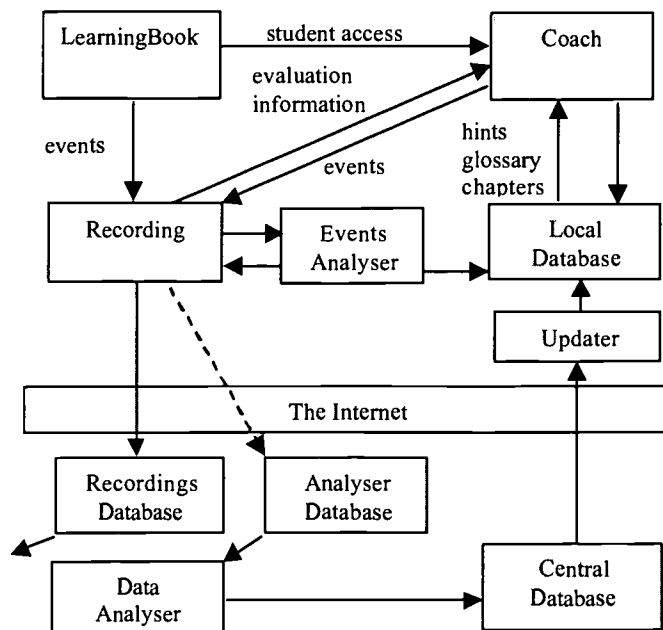 LearningBook
student access
Coach
evaluation
information
events
events
hints
glossary
chapters
Recording
Events
Analyser
Local
Database
Updater
The Internet
Recordings
Database
Analyser
Database
Data
Analyser
Central
Database